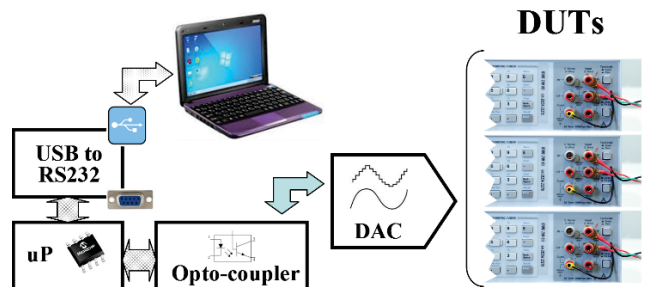 DUTs
USB to
RS232
DAC
uP
Opto-coupler